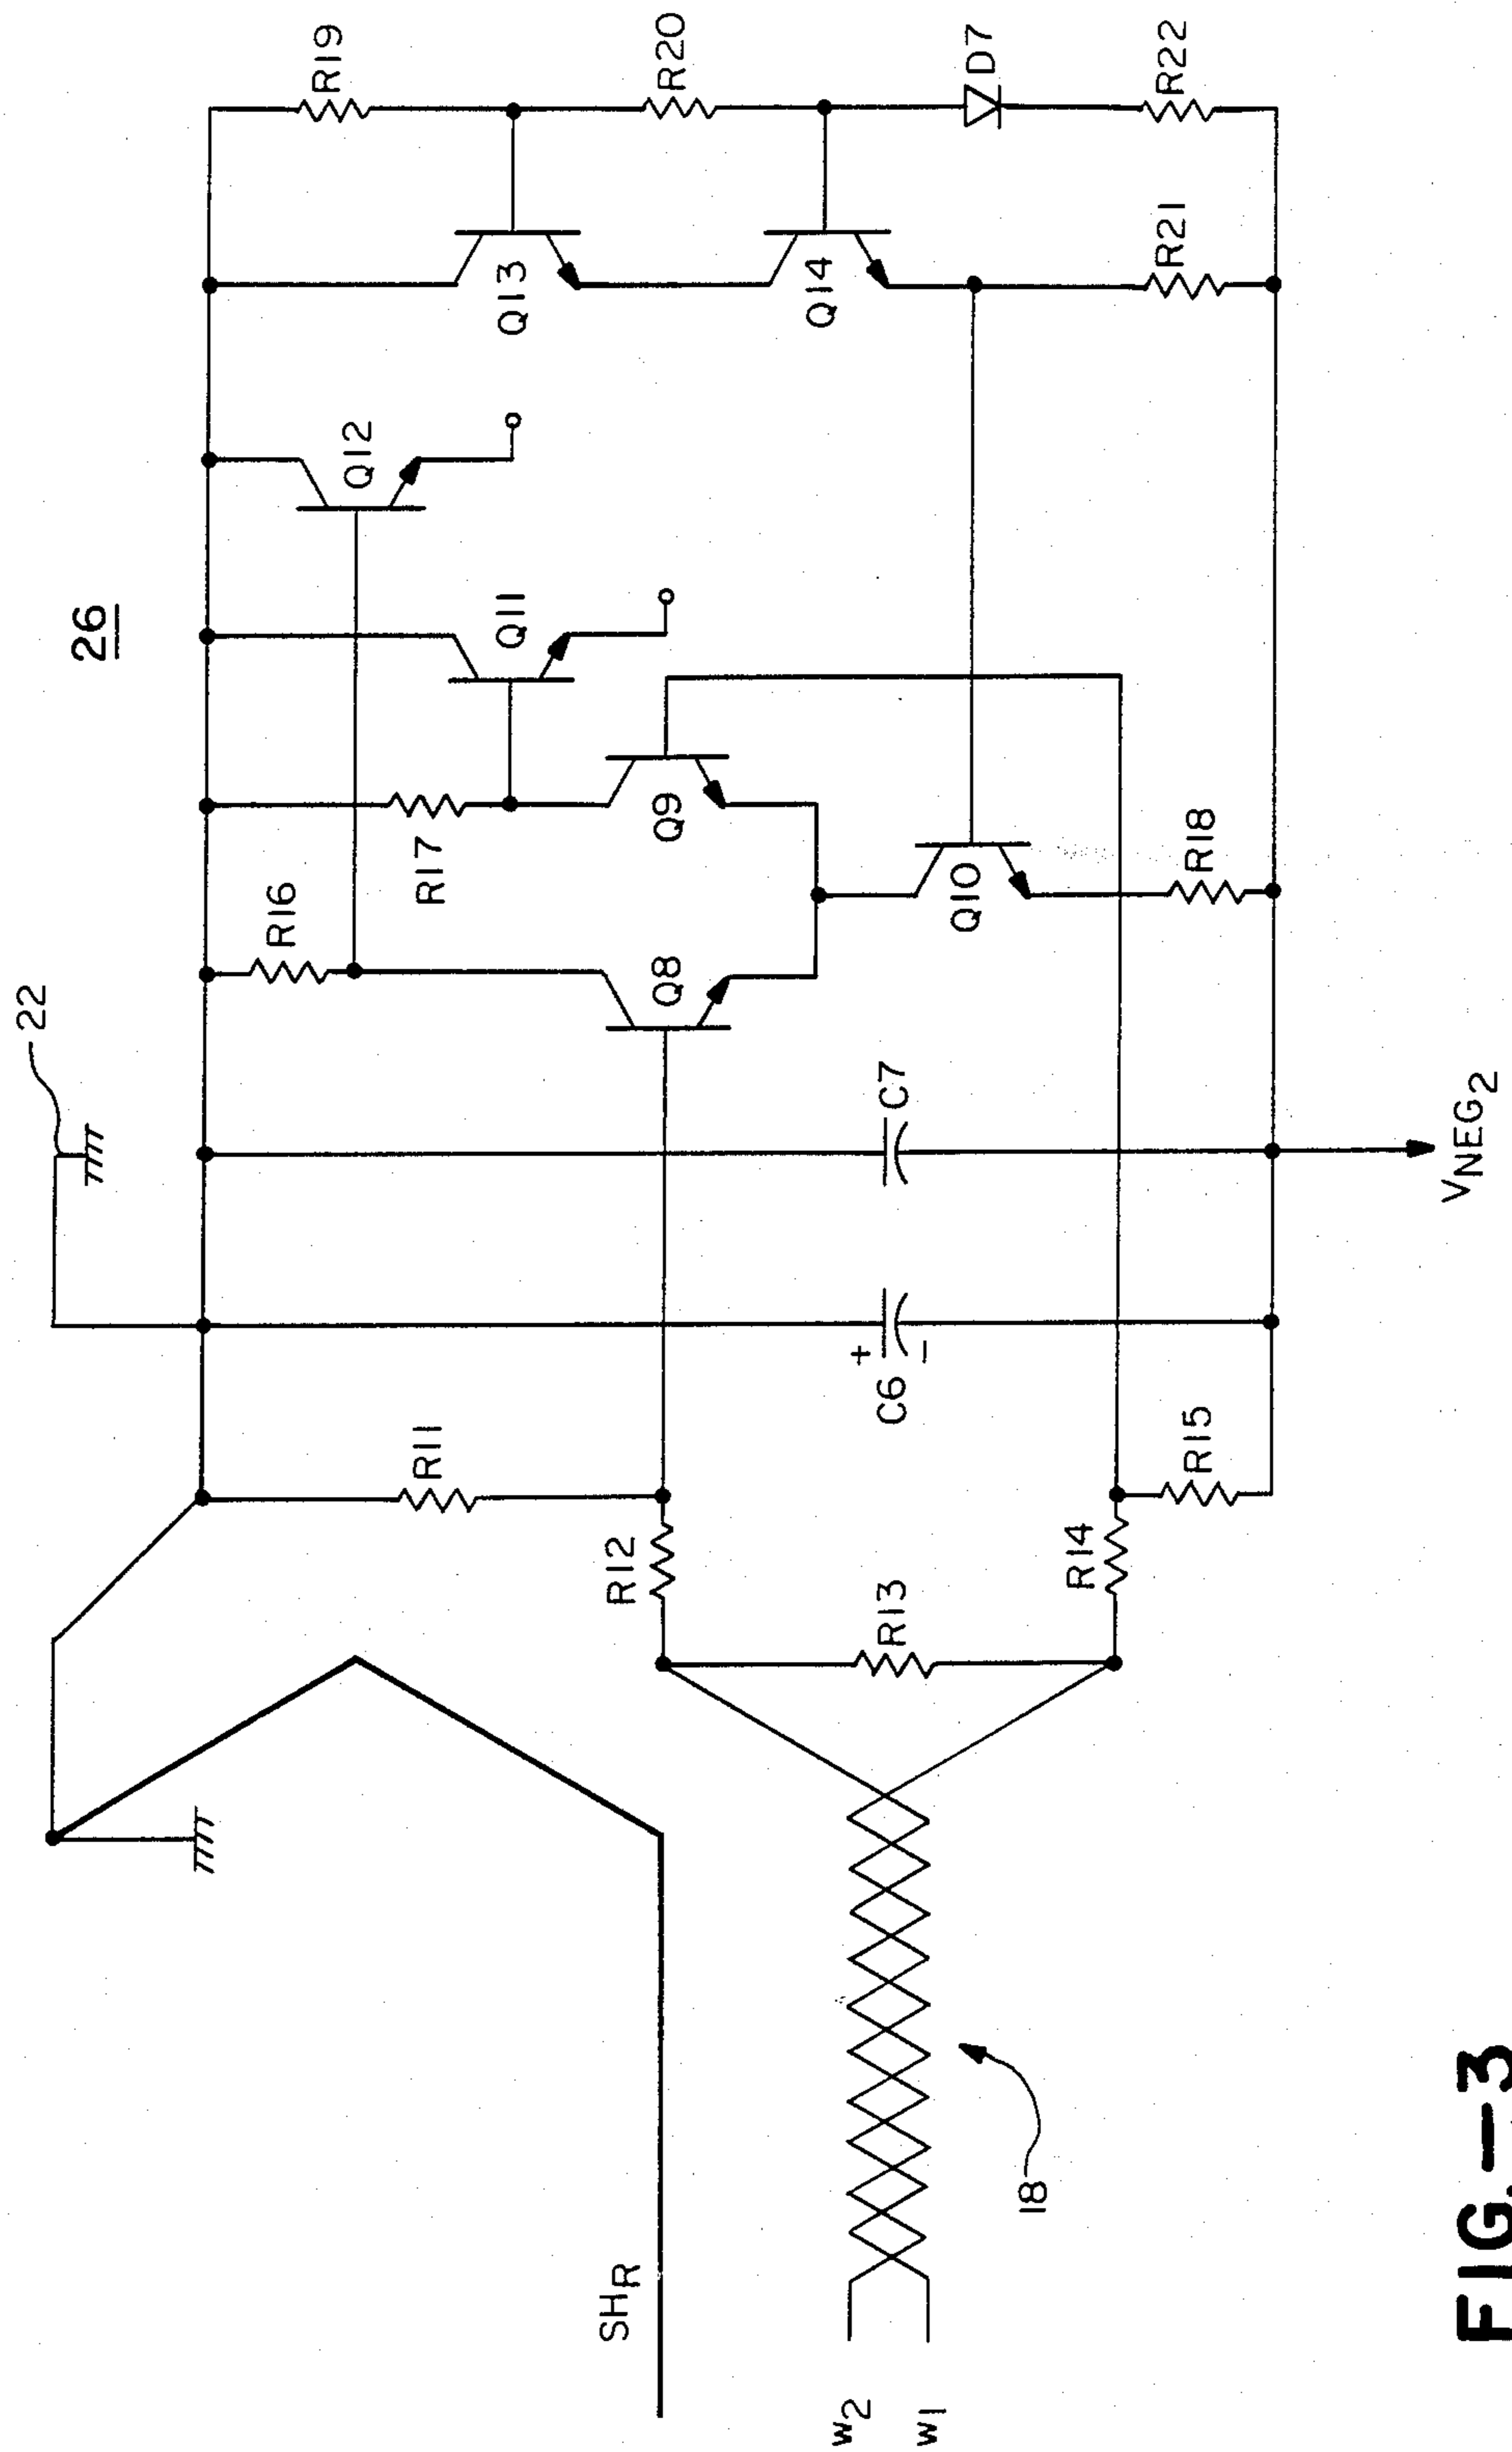 26
22
R19
R20
D7
R22
Q13
Q14
R21
Q12
Q11
R17
Q9
R16
Q10
R18
Q8
C7
VNEG2
+
C6
−
R11
R12
R13
R14
R15
SHR
18
W2
W1
FIG.—3